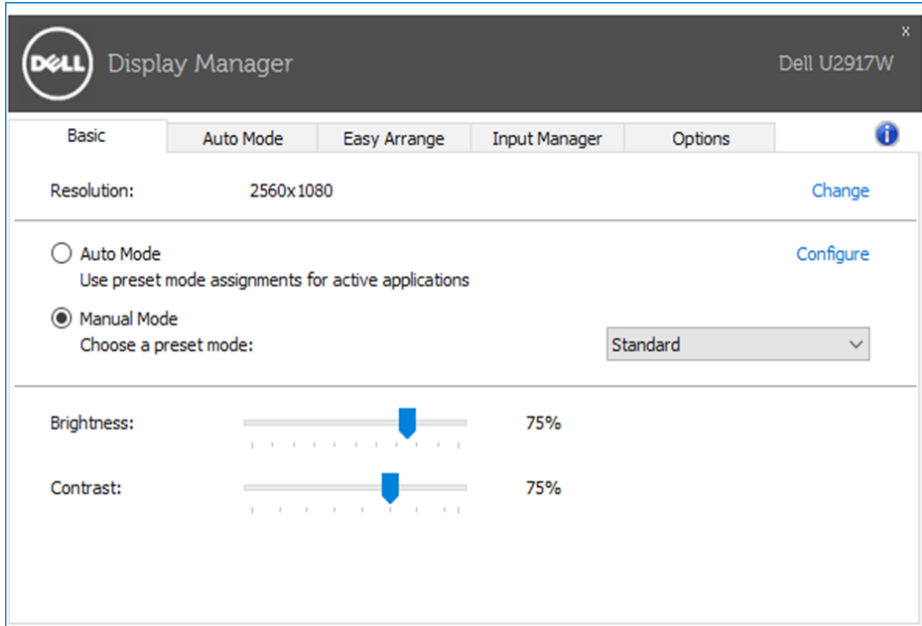 x
DELL Display Manager Dell U2917W
Basic Auto Mode Easy Arrange Input Manager Options i
Resolution: 2560x1080 Change
Auto Mode Configure
Use preset mode assignments for active applications
Manual Mode
Choose a preset mode: Standard
Brightness: 75%
Contrast: 75%